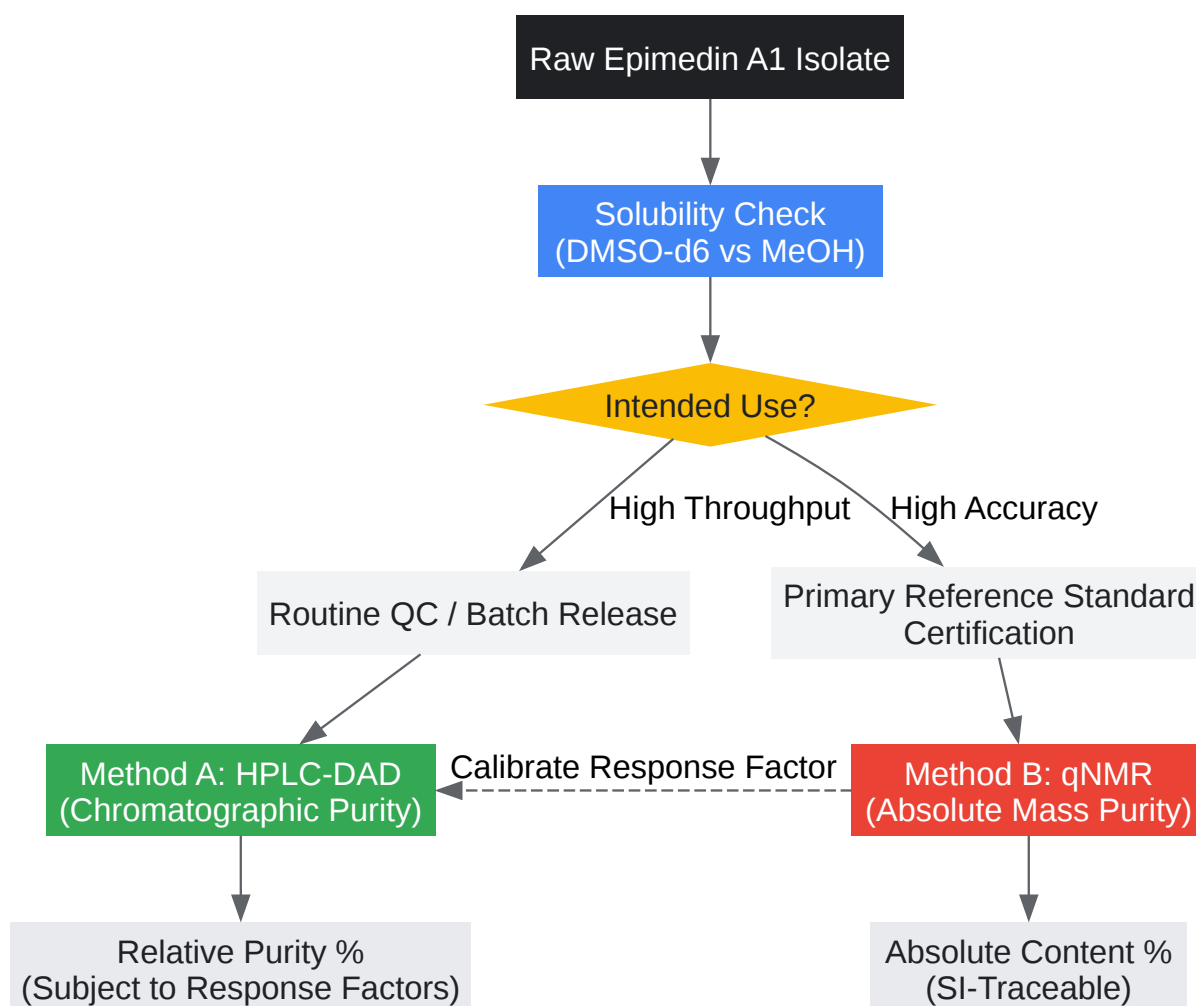 Raw Epimedin A1 Isolate
Solubility Check
(DMSO-d6 vs MeOH)
Intended Use?
High Throughput
High Accuracy
Routine QC / Batch Release
Primary Reference Standard
Certification
Method A: HPLC-DAD
(Chromatographic Purity)
Calibrate Response Factor
Method B: qNMR
(Absolute Mass Purity)
Relative Purity %
(Subject to Response Factors)
Absolute Content %
(SI-Traceable)